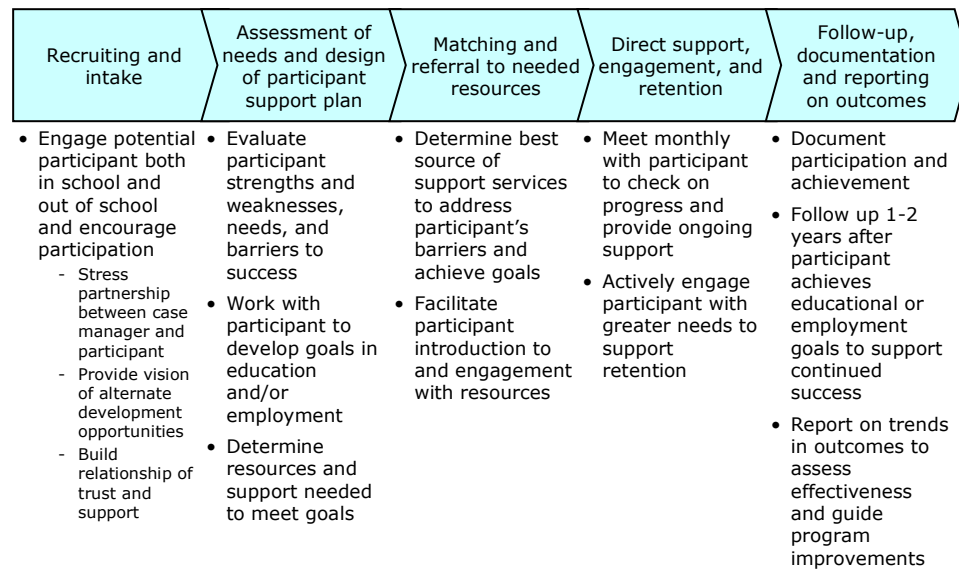 Recruiting and
intake
Assessment of
needs and design
of participant
support plan
Matching and
referral to needed
resources
Direct support,
engagement, and
retention
Follow-up,
documentation
and reporting
on outcomes
• Engage potential
participant both
in school and
out of school
and encourage
participation
- Stress
partnership
between case
manager and
participant
- Provide vision
of alternate
development
opportunities
- Build
relationship of
trust and
support
• Evaluate
participant
strengths and
weaknesses,
needs, and
barriers to
success
• Work with
participant to
develop goals in
education
and/or
employment
• Determine
resources and
support needed
to meet goals
• Determine best
source of
support services
to address
participant's
barriers and
achieve goals
• Facilitate
participant
introduction to
and engagement
with resources
• Meet monthly
with participant
to check on
progress and
provide ongoing
support
• Actively engage
participant with
greater needs to
support
retention
• Document
participation and
achievement
• Follow up 1-2
years after
participant
achieves
educational or
employment
goals to support
continued
success
• Report on trends
in outcomes to
assess
effectiveness
and guide
program
improvements